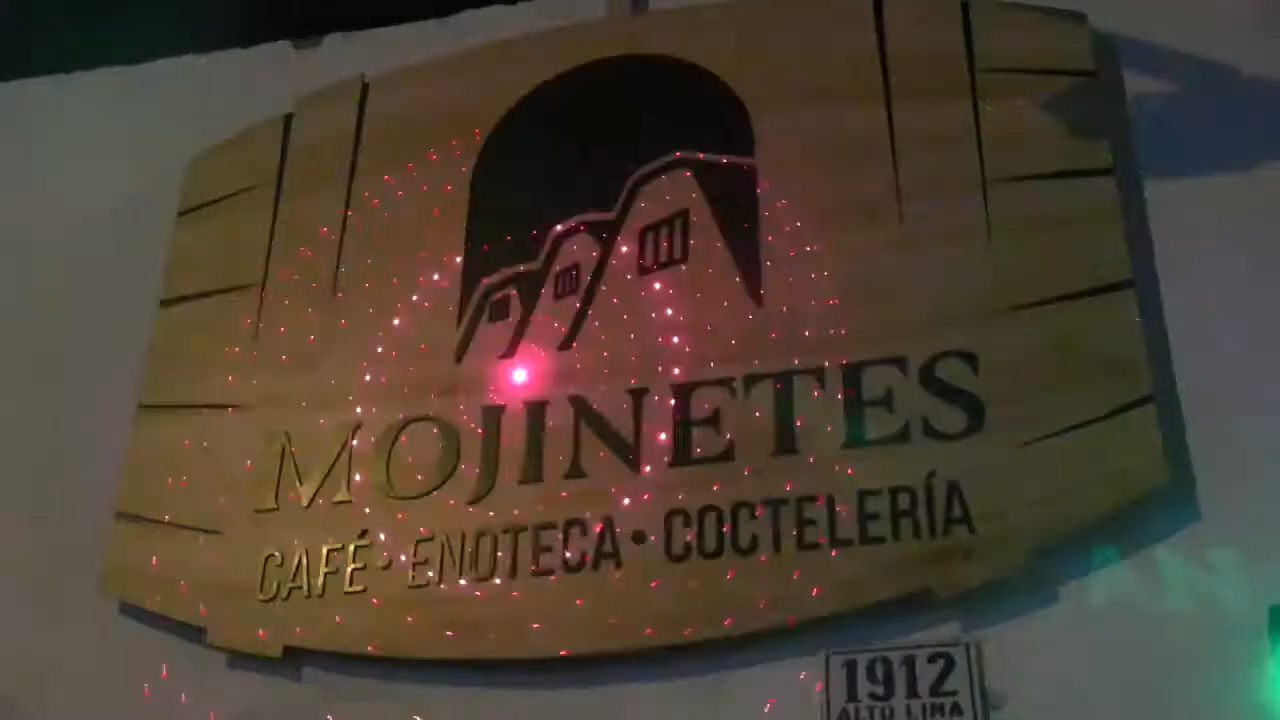 MOJINETES
CAFÉ • ENOTECA • COCTELERÍA
1912
ALTO LIMA